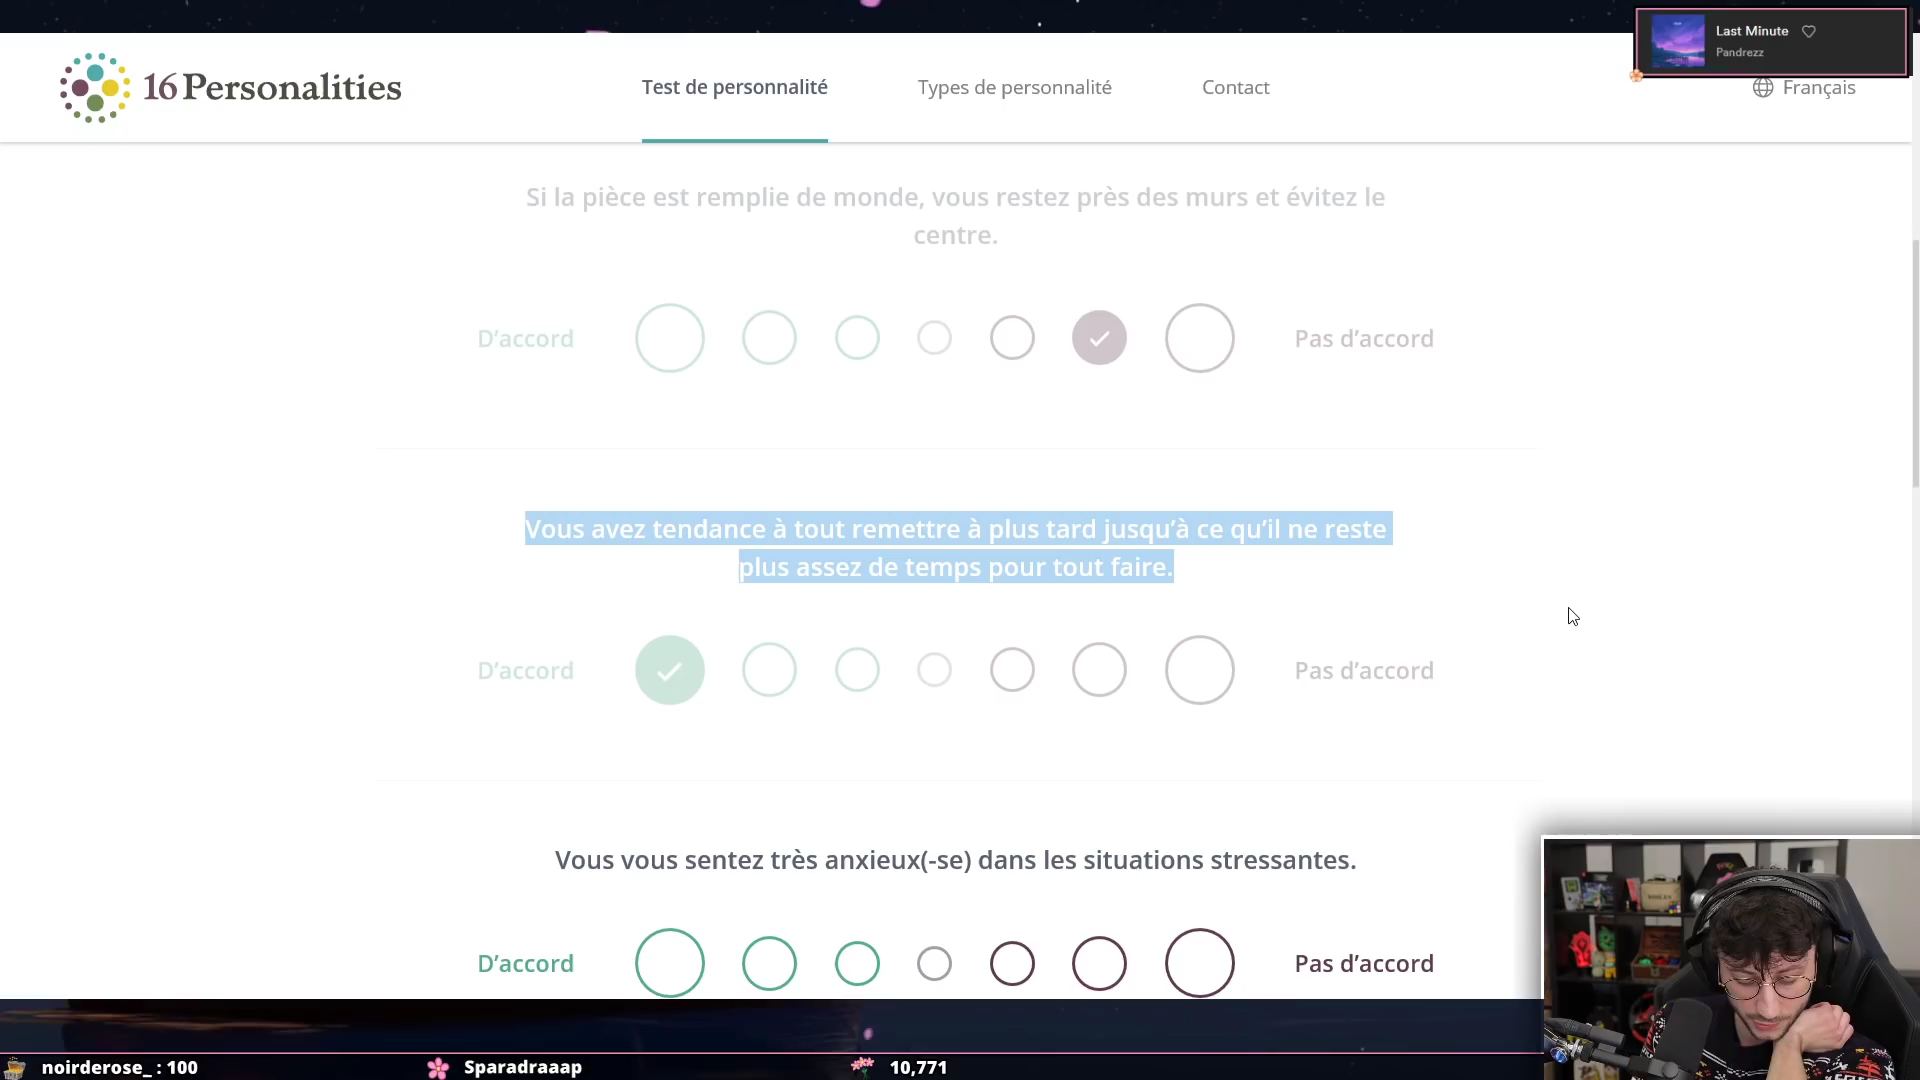 Last Minute
Pandrezz
16Personalities
Test de personnalité
Types de personnalité
Contact
Français
Si la pièce est remplie de monde, vous restez près des murs et évitez le
centre.
D’accord
Pas d’accord
Vous avez tendance à tout remettre à plus tard jusqu’à ce qu’il ne reste
plus assez de temps pour tout faire.
D’accord
Pas d’accord
Vous vous sentez très anxieux(-se) dans les situations stressantes.
D’accord
Pas d’accord
noirderose_ : 100
Sparadraaap
10,771